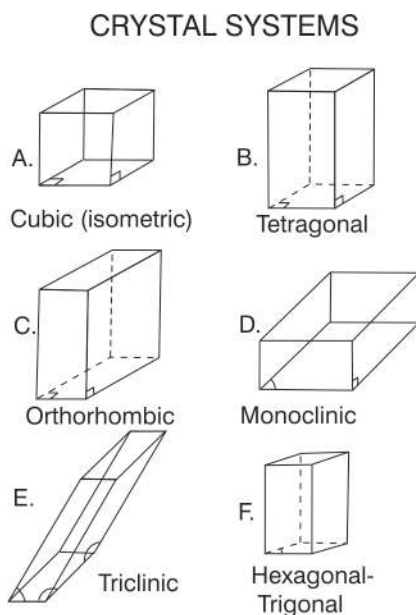 CRYSTAL SYSTEMS
A.
Cubic (isometric)
B.
Tetragonal
C.
Orthorhombic
D.
Monoclinic
E.
Triclinic
F.
Hexagonal-
Trigonal